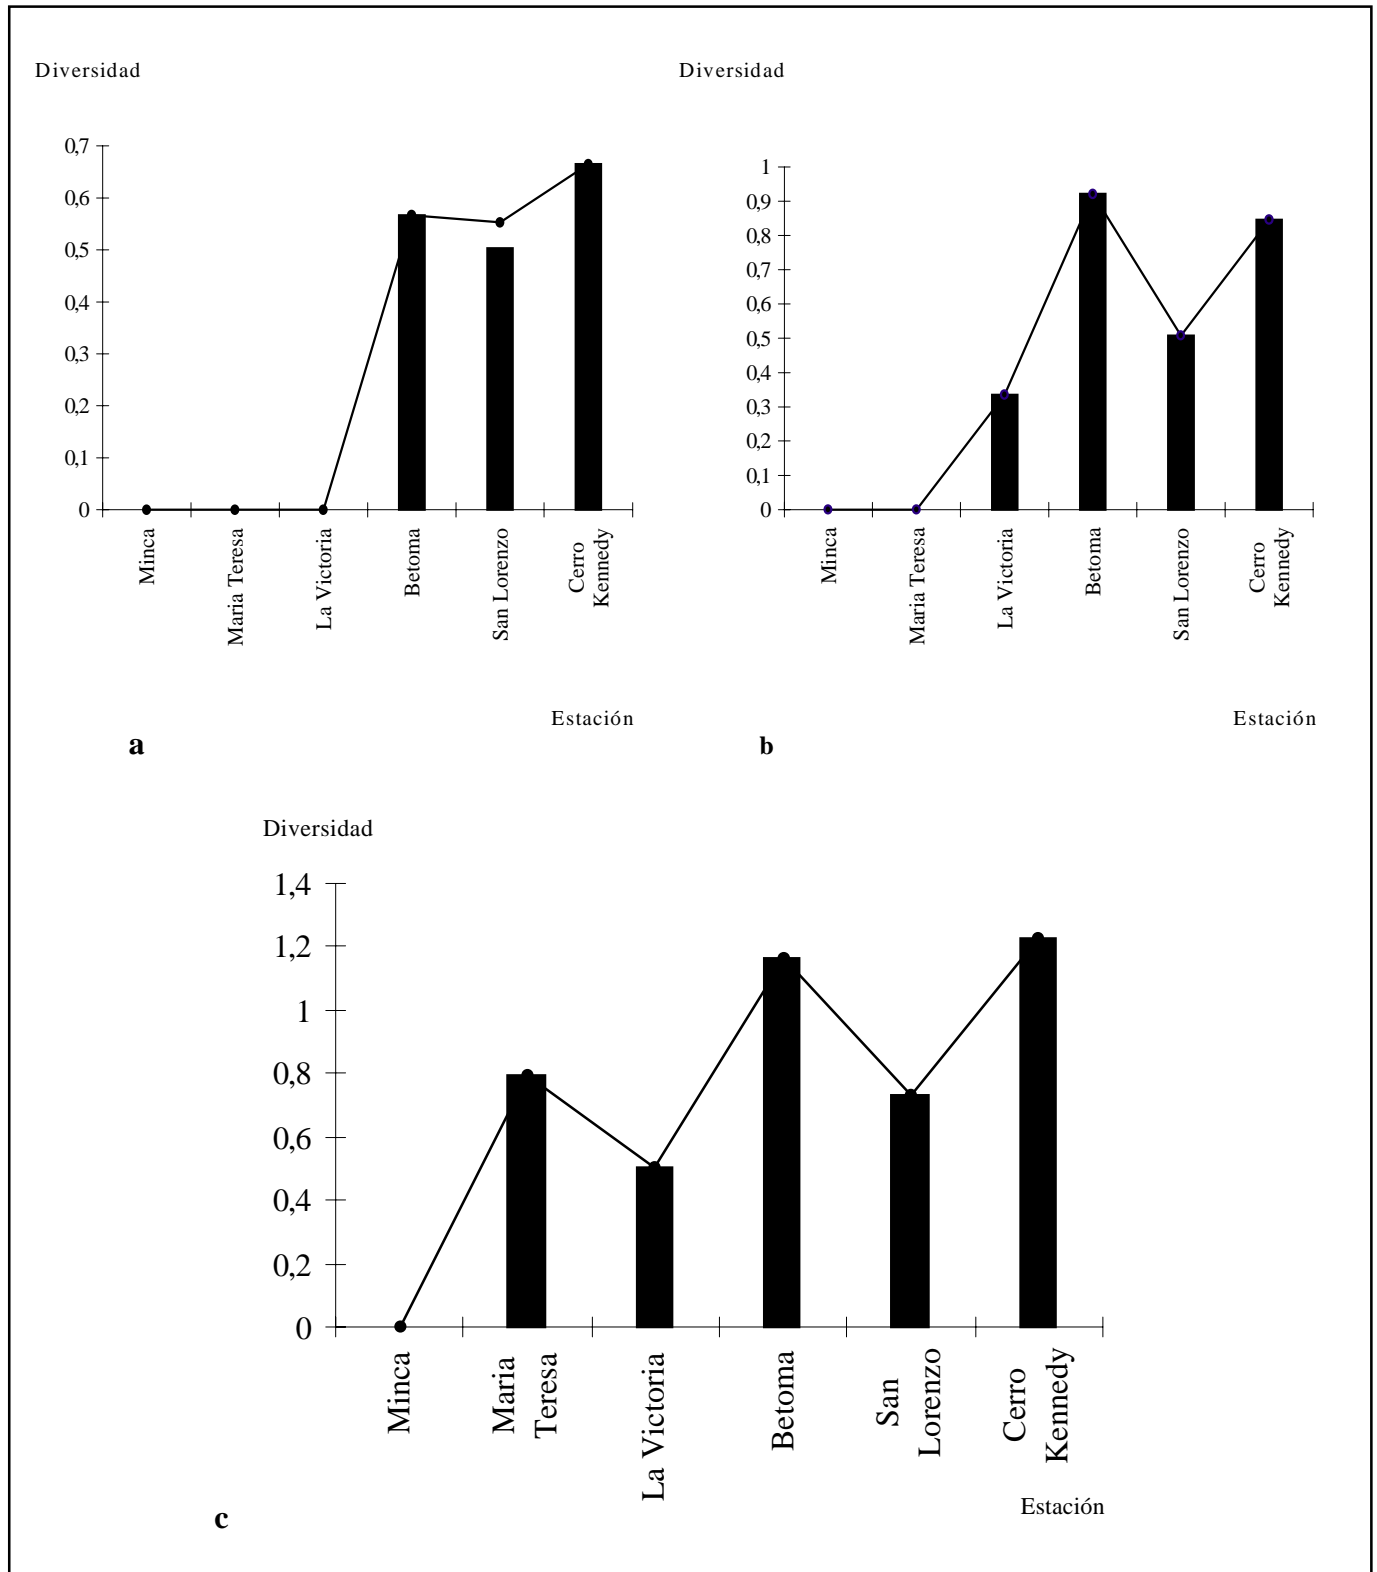 Diversidad
0,7
0,6
0,5
0,4
0,3
0,2
0,1
0
Minca
Maria Teresa
La Victoria
Betoma
San Lorenzo
Cerro
Kennedy
Estación
a
Diversidad
1
0,9
0,8
0,7
0,6
0,5
0,4
0,3
0,2
0,1
0
Minca
Maria Teresa
La Victoria
Betoma
San Lorenzo
Cerro
Kennedy
Estación
b
Diversidad
1,4
1,2
1
0,8
0,6
0,4
0,2
0
Minca
Maria
Teresa
La Victoria
Betoma
San
Lorenzo
Cerro
Kennedy
Estación
c